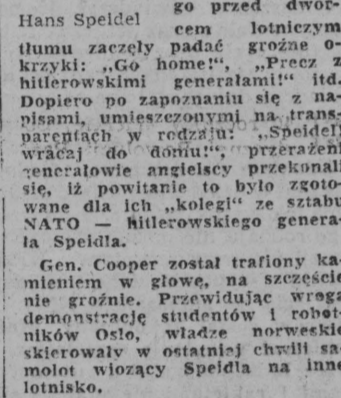 go przed dwor-
Hans Speidel
cem lotniczym
tłumu zaczęły padać groźne o-
krzyki: „Go home!“, „Precz z
hitlerowskimi generałami!“ itd.
Dopiero po zapoznaniu się z na-
pisami, umieszczonymi na trans-
parentach w rodzaju: „Speidel!
wracaj do domu!“, przerażeni
generałowie angielscy przekonali
się, iż powitanie to było zgoto-
wane dla ich „kolegi“ ze sztabu
NATO — hitlerowskiego genera-
ła Speidla.
Gen. Cooper został trafiony ka-
mieniem w głowę, na szczęście
nie groźnie. Przewidując wrogą
demonstrację studentów i robot-
ników Oslo, władze norweskie
skierowały w ostatniej chwili sa-
molot wiozący Speidla na inne
lotnisko.